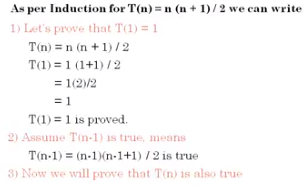 As per Induction for T(n) = n (n + 1) / 2 we can write
1) Let's prove that T(1) = 1
T(n) = n (n + 1) / 2
T(1) = 1 (1+1) / 2
= 1(2)/2
= 1
T(1) = 1 is proved.
2) Assume T(n-1) is true, means
T(n-1) = (n-1)(n-1+1) / 2 is true
3) Now we will prove that T(n) is also true